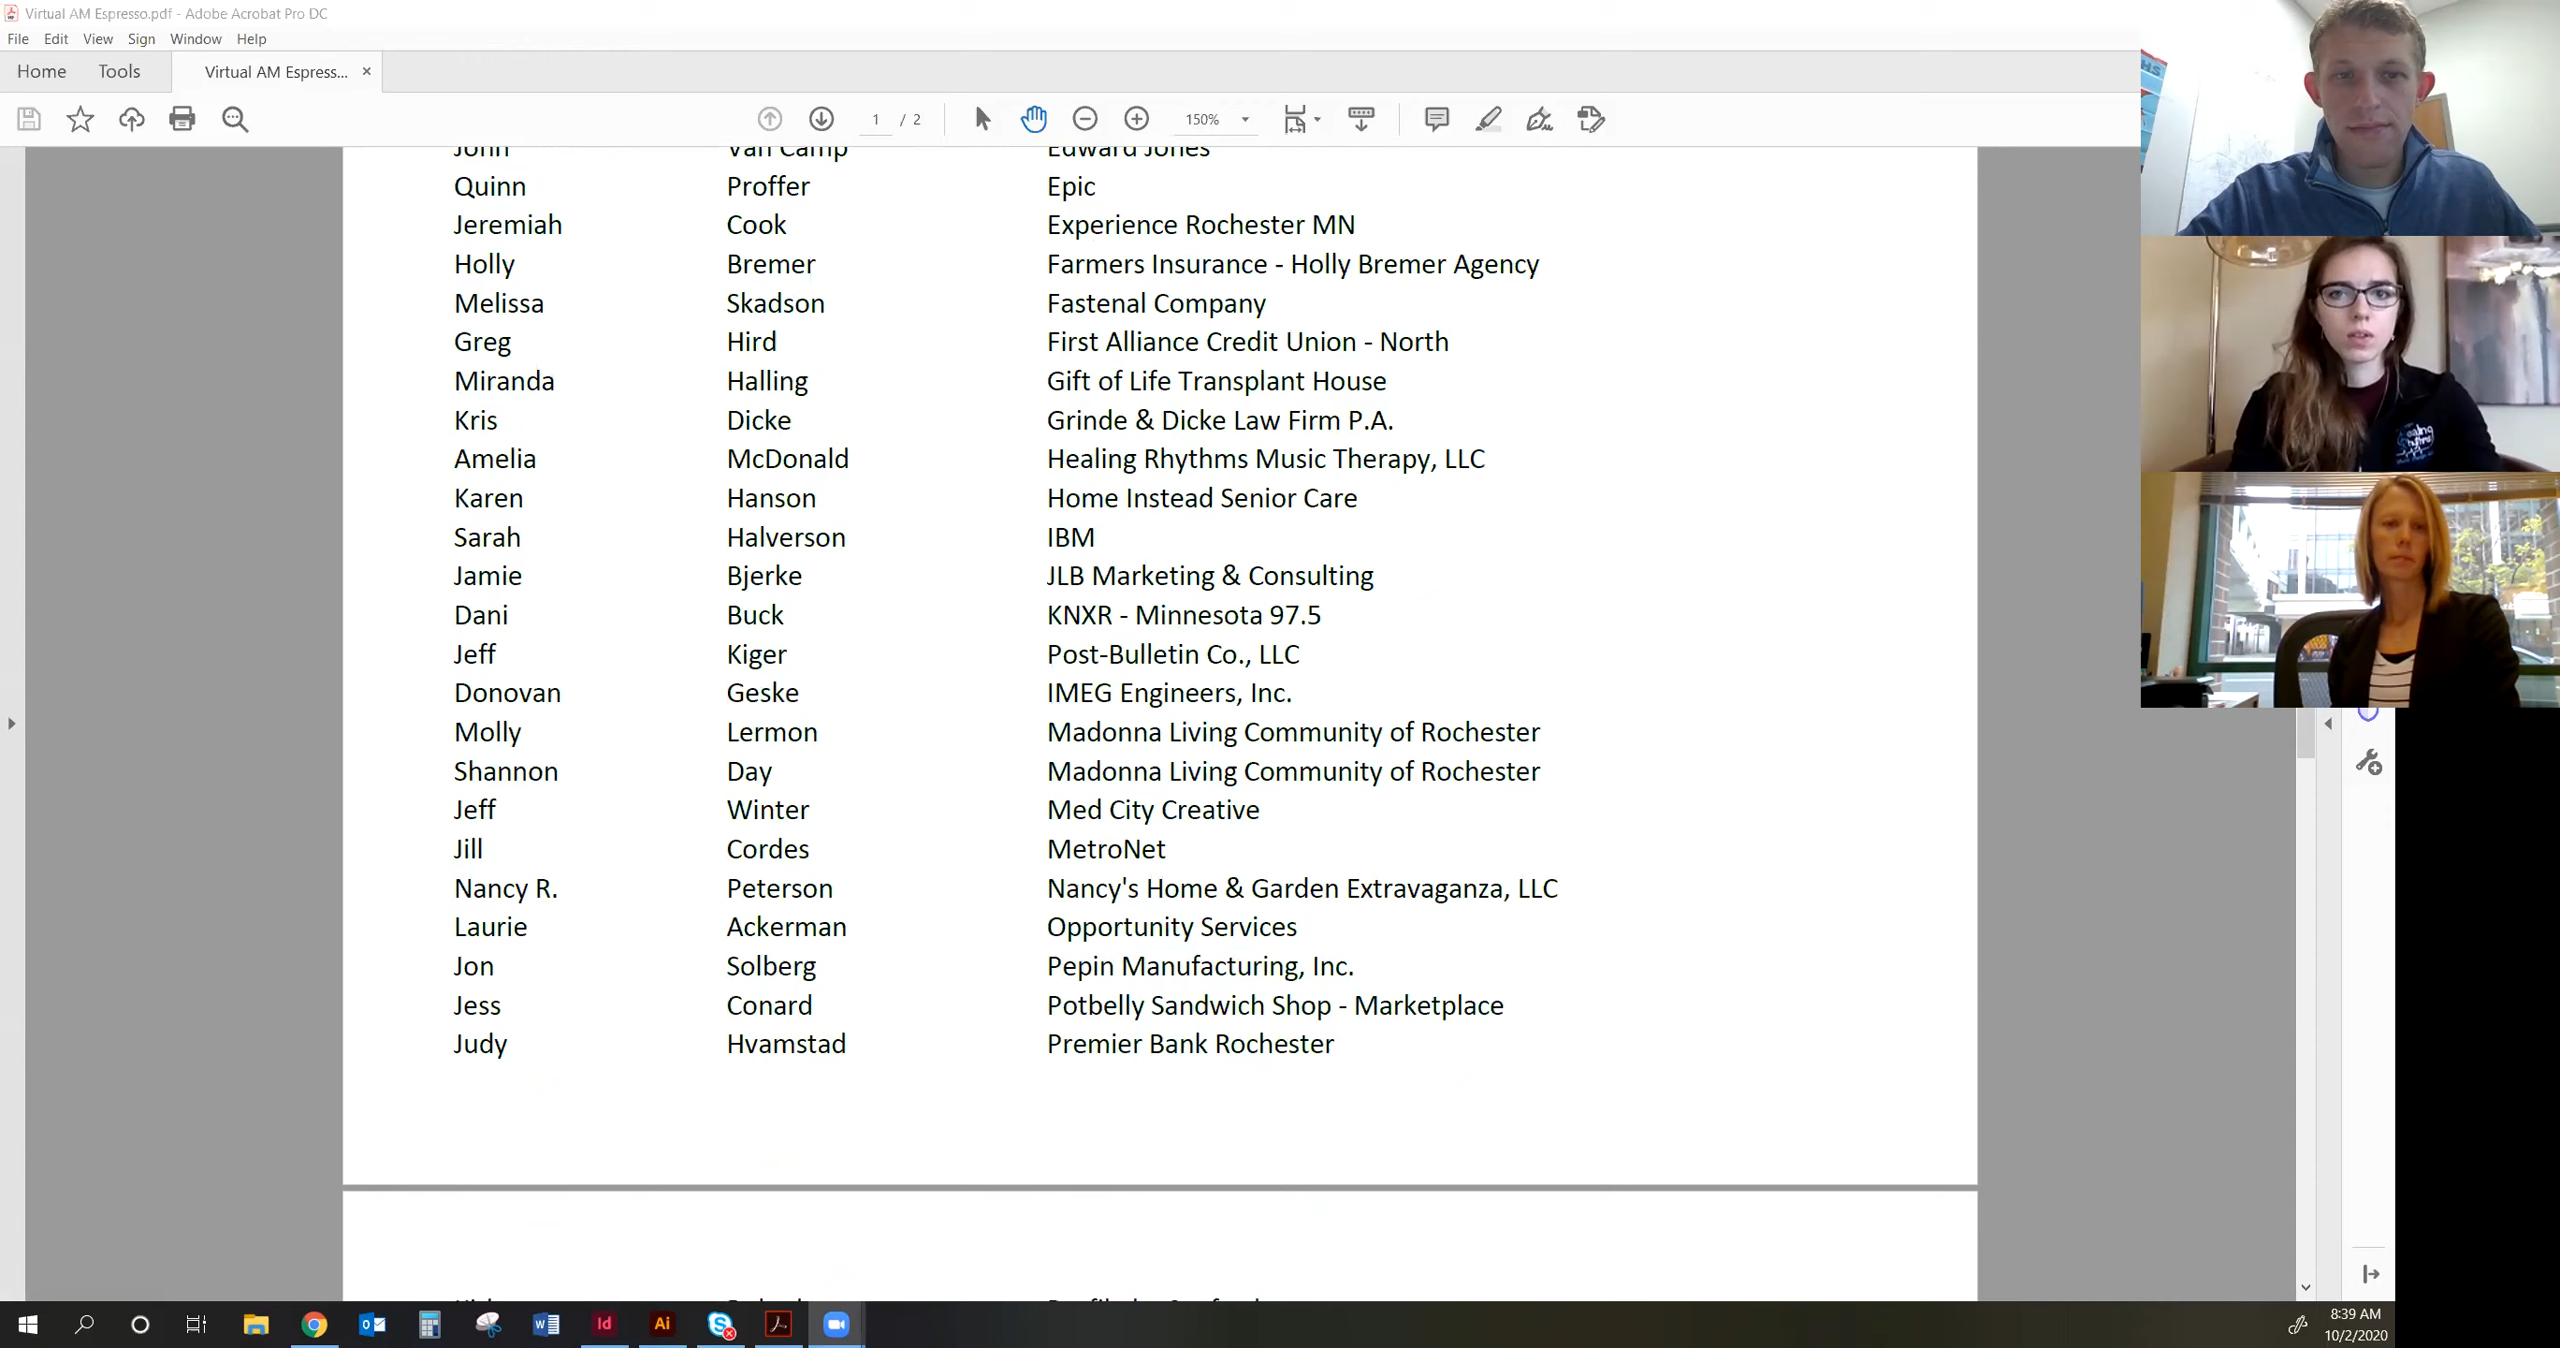 Virtual AM Espresso.pdf - Adobe Acrobat Pro DC
File Edit View Sign Window Help
Home Tools Virtual AM Espress... ×
1 / 2 150%
John Van Camp Edward Jones
Quinn Proffer Epic
Jeremiah Cook Experience Rochester MN
Holly Bremer Farmers Insurance - Holly Bremer Agency
Melissa Skadson Fastenal Company
Greg Hird First Alliance Credit Union - North
Miranda Halling Gift of Life Transplant House
Kris Dicke Grinde & Dicke Law Firm P.A.
Amelia McDonald Healing Rhythms Music Therapy, LLC
Karen Hanson Home Instead Senior Care
Sarah Halverson IBM
Jamie Bjerke JLB Marketing & Consulting
Dani Buck KNXR - Minnesota 97.5
Jeff Kiger Post-Bulletin Co., LLC
Donovan Geske IMEG Engineers, Inc.
Molly Lermon Madonna Living Community of Rochester
Shannon Day Madonna Living Community of Rochester
Jeff Winter Med City Creative
Jill Cordes MetroNet
Nancy R. Peterson Nancy's Home & Garden Extravaganza, LLC
Laurie Ackerman Opportunity Services
Jon Solberg Pepin Manufacturing, Inc.
Jess Conard Potbelly Sandwich Shop - Marketplace
Judy Hvamstad Premier Bank Rochester
Id Ai
8:39 AM
10/2/2020